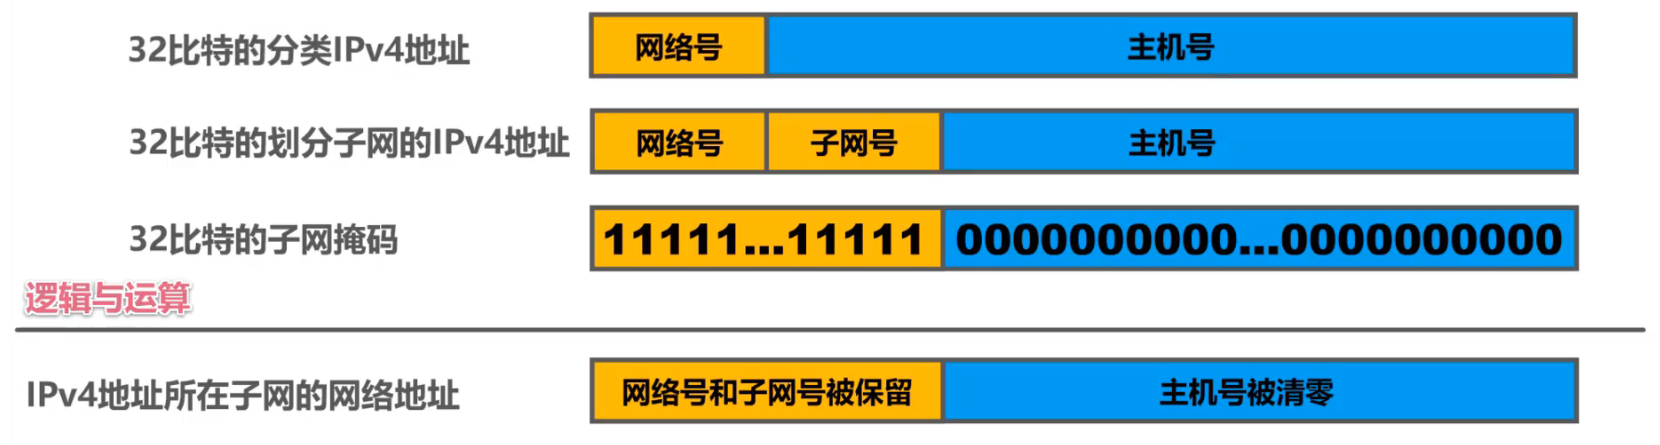 32比特的分类IPv4地址 网络号 主机号
32比特的划分子网的IPv4地址 网络号 子网号 主机号
32比特的子网掩码 11111...11111 0000000000...0000000000
逻辑与运算
IPv4地址所在子网的网络地址 网络号和子网号被保留 主机号被清零